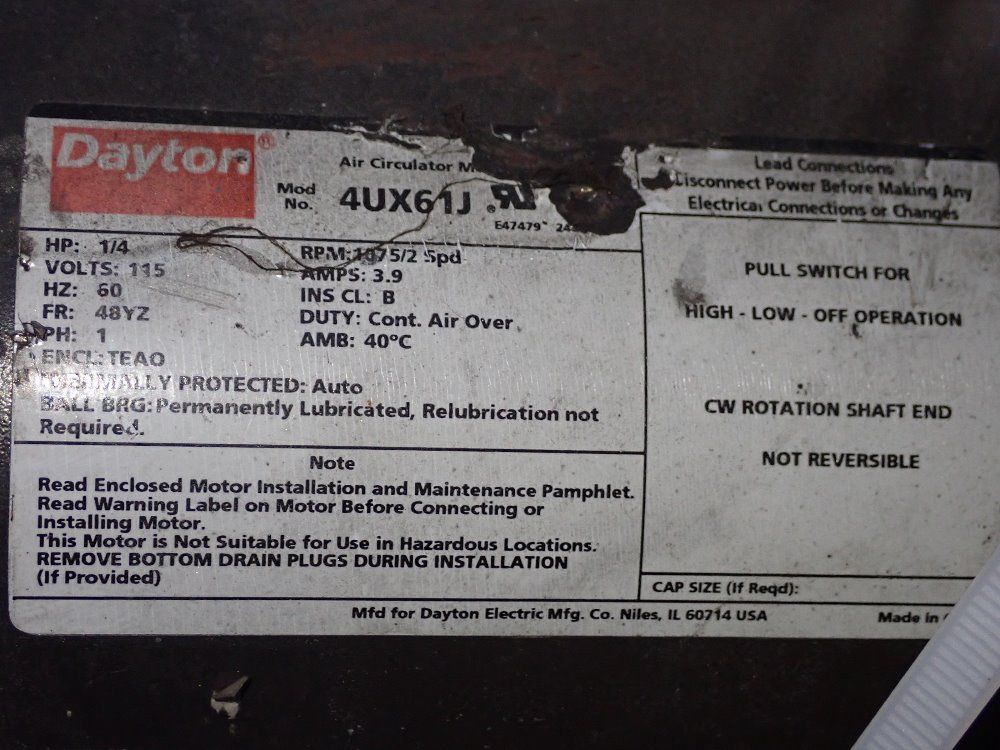 Dayton®
Air Circulator
Mod
No. 4UX61J
E47479
HP: 1/4
VOLTS: 115
HZ: 60
FR: 48YZ
PH: 1
ENCL: TEAO
RPM: 1075/2 Spd
AMPS: 3.9
INS CL: B
DUTY: Cont. Air Over
AMB: 40°C
THERMALLY PROTECTED: Auto
BALL BRG: Permanently Lubricated, Relubrication not
Required.
Note
Read Enclosed Motor Installation and Maintenance Pamphlet.
Read Warning Label on Motor Before Connecting or
Installing Motor.
This Motor is Not Suitable for Use in Hazardous Locations.
REMOVE BOTTOM DRAIN PLUGS DURING INSTALLATION
(If Provided)
Lead Connections
Disconnect Power Before Making Any
Electrical Connections or Changes
PULL SWITCH FOR
HIGH - LOW - OFF OPERATION
CW ROTATION SHAFT END
NOT REVERSIBLE
CAP SIZE (If Reqd):
Mfd for Dayton Electric Mfg. Co. Niles, IL 60714 USA
Made in